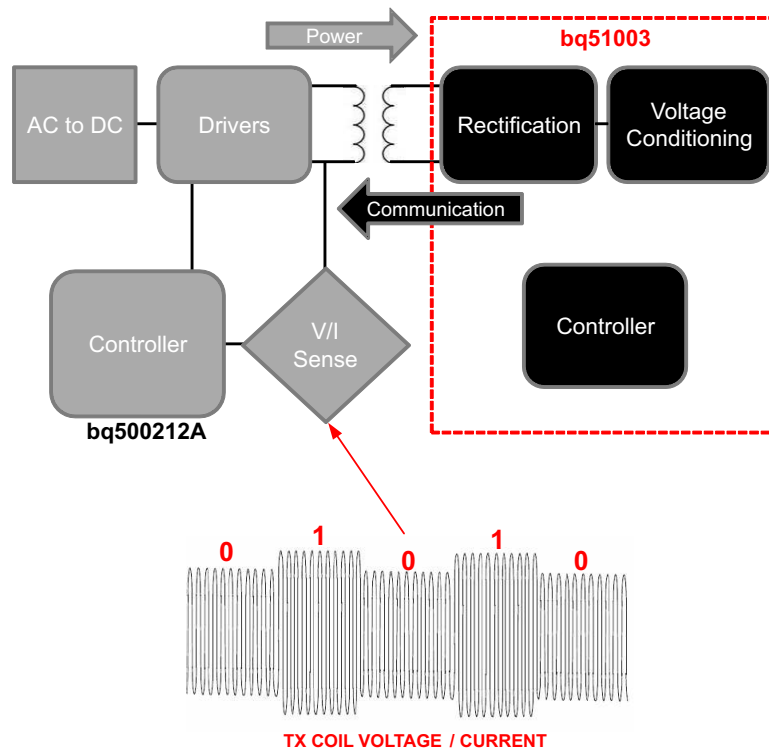 Power
bq51003
AC to DC
Drivers
Rectification
Voltage
Conditioning
Communication
Controller
V/I
Sense
Controller
bq500212A
0
1
0
1
0
TX COIL VOLTAGE / CURRENT